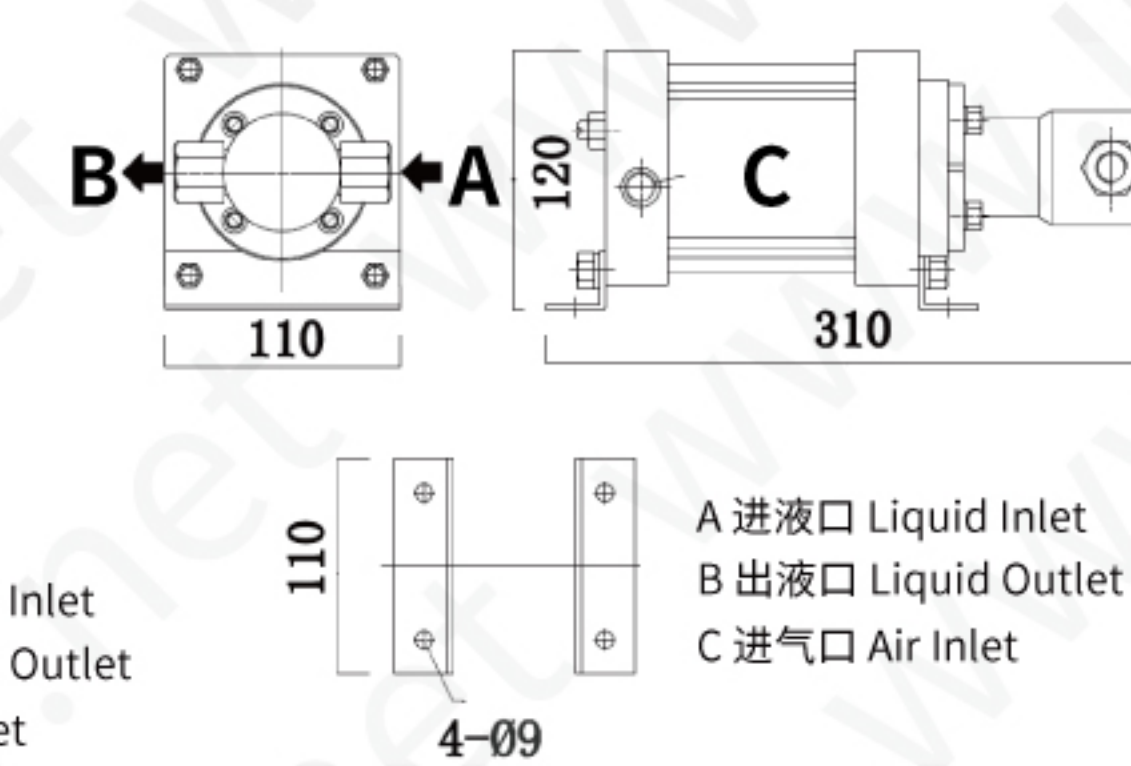 B
A
120
C
110
310
110
A 进液口 Liquid Inlet
B 出液口 Liquid Outlet
C 进气口 Air Inlet
Inlet
Outlet
et
4-Ø9